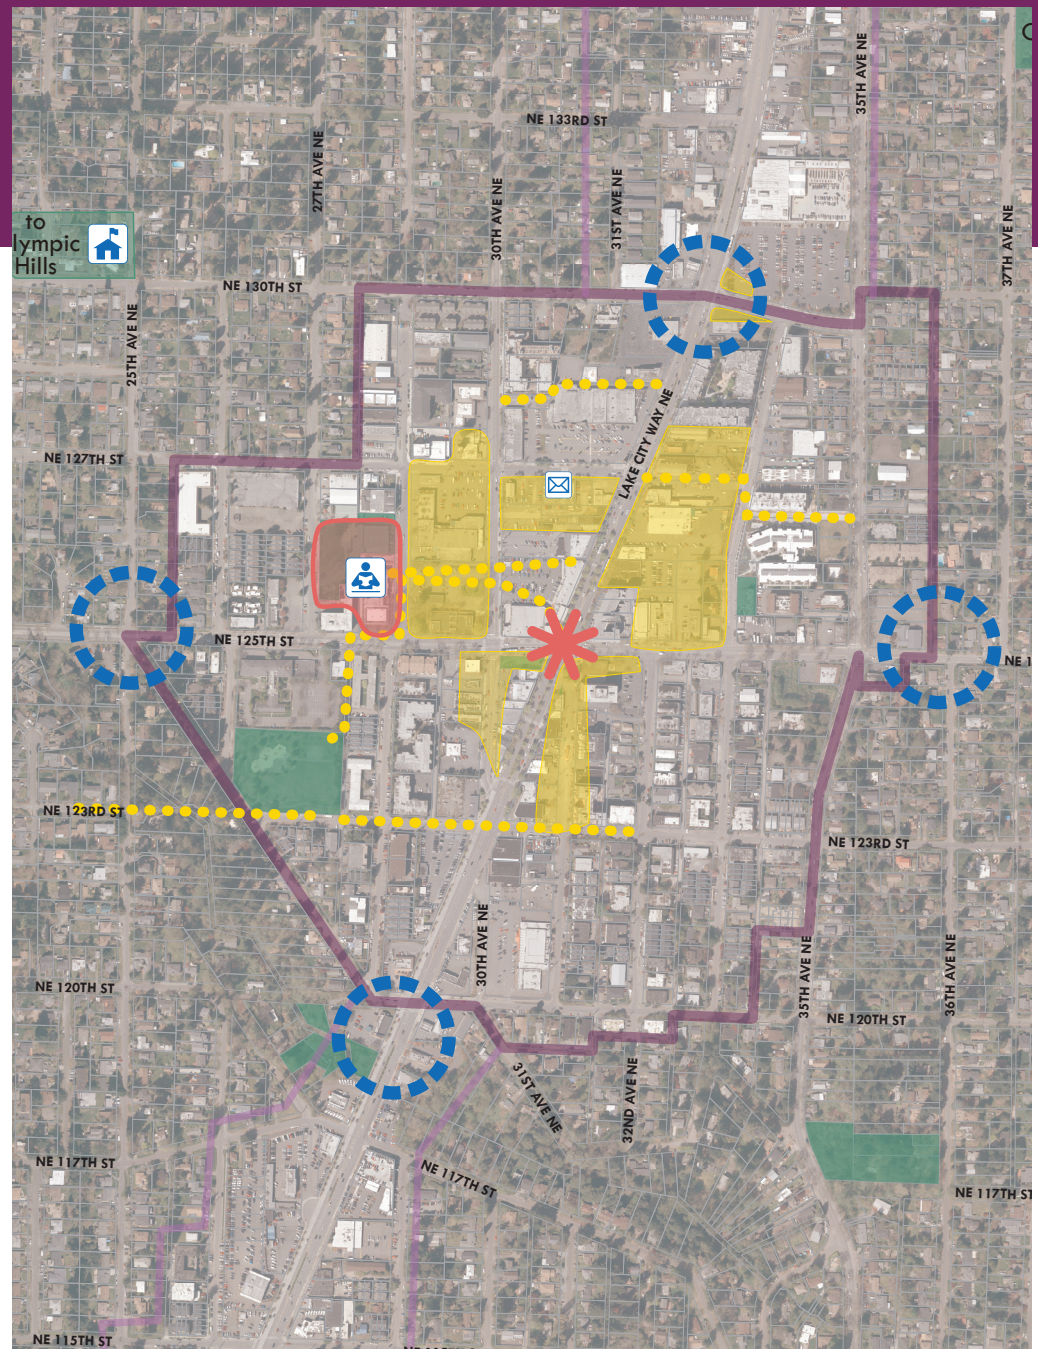 35TH AVE NE
NE 133RD ST
27TH AVE NE
30TH AVE NE
31ST AVE NE
37TH AVE NE
to
lympic
Hills
NE 130TH ST
25TH AVE NE
LAKE CITY WAY NE
NE 127TH ST
NE 125TH ST
NE 1
NE 123RD ST
NE 123RD ST
30TH AVE NE
35TH AVE NE
36TH AVE NE
NE 120TH ST
NE 120TH ST
31ST AVE NE
32ND AVE NE
NE 117TH ST
NE 117TH ST
NE 117TH ST
NE 115TH ST